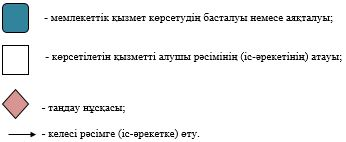 - мемлекеттік қызмет көрсетудің басталуы немесе аяқталуы;
- көрсетілетін қызметті алушы рәсімінің (іс-әрекетінің) атауы;
- таңдау нұсқасы;
- келесі рәсімге (іс-әрекетке) өту.